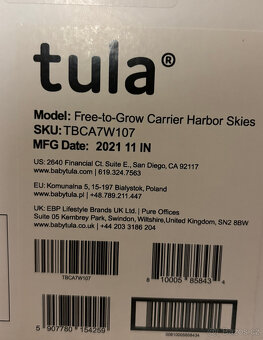 tula®
Model: Free-to-Grow Carrier Harbor Skies
SKU: TBCA7W107
MFG Date: 2021 11 IN
US: 2640 Financial Ct. Suite E., San Diego, CA 92117
www.babytula.com | 619.324.7563
EU: Komunalna 5, 15-197 Bialystok, Poland
www.babytula.pl | +48.789.211.447
UK: EBP Lifestyle Brands UK Ltd. | Pure Offices
Suite 05 Kembrey Park, Swindon, Wiltshire,United Kingdom, SN2 8BW
www.babytula.co.uk | +44 203 3186 204
TBCA7W107
8 10005 85843 4
5 907780 154259